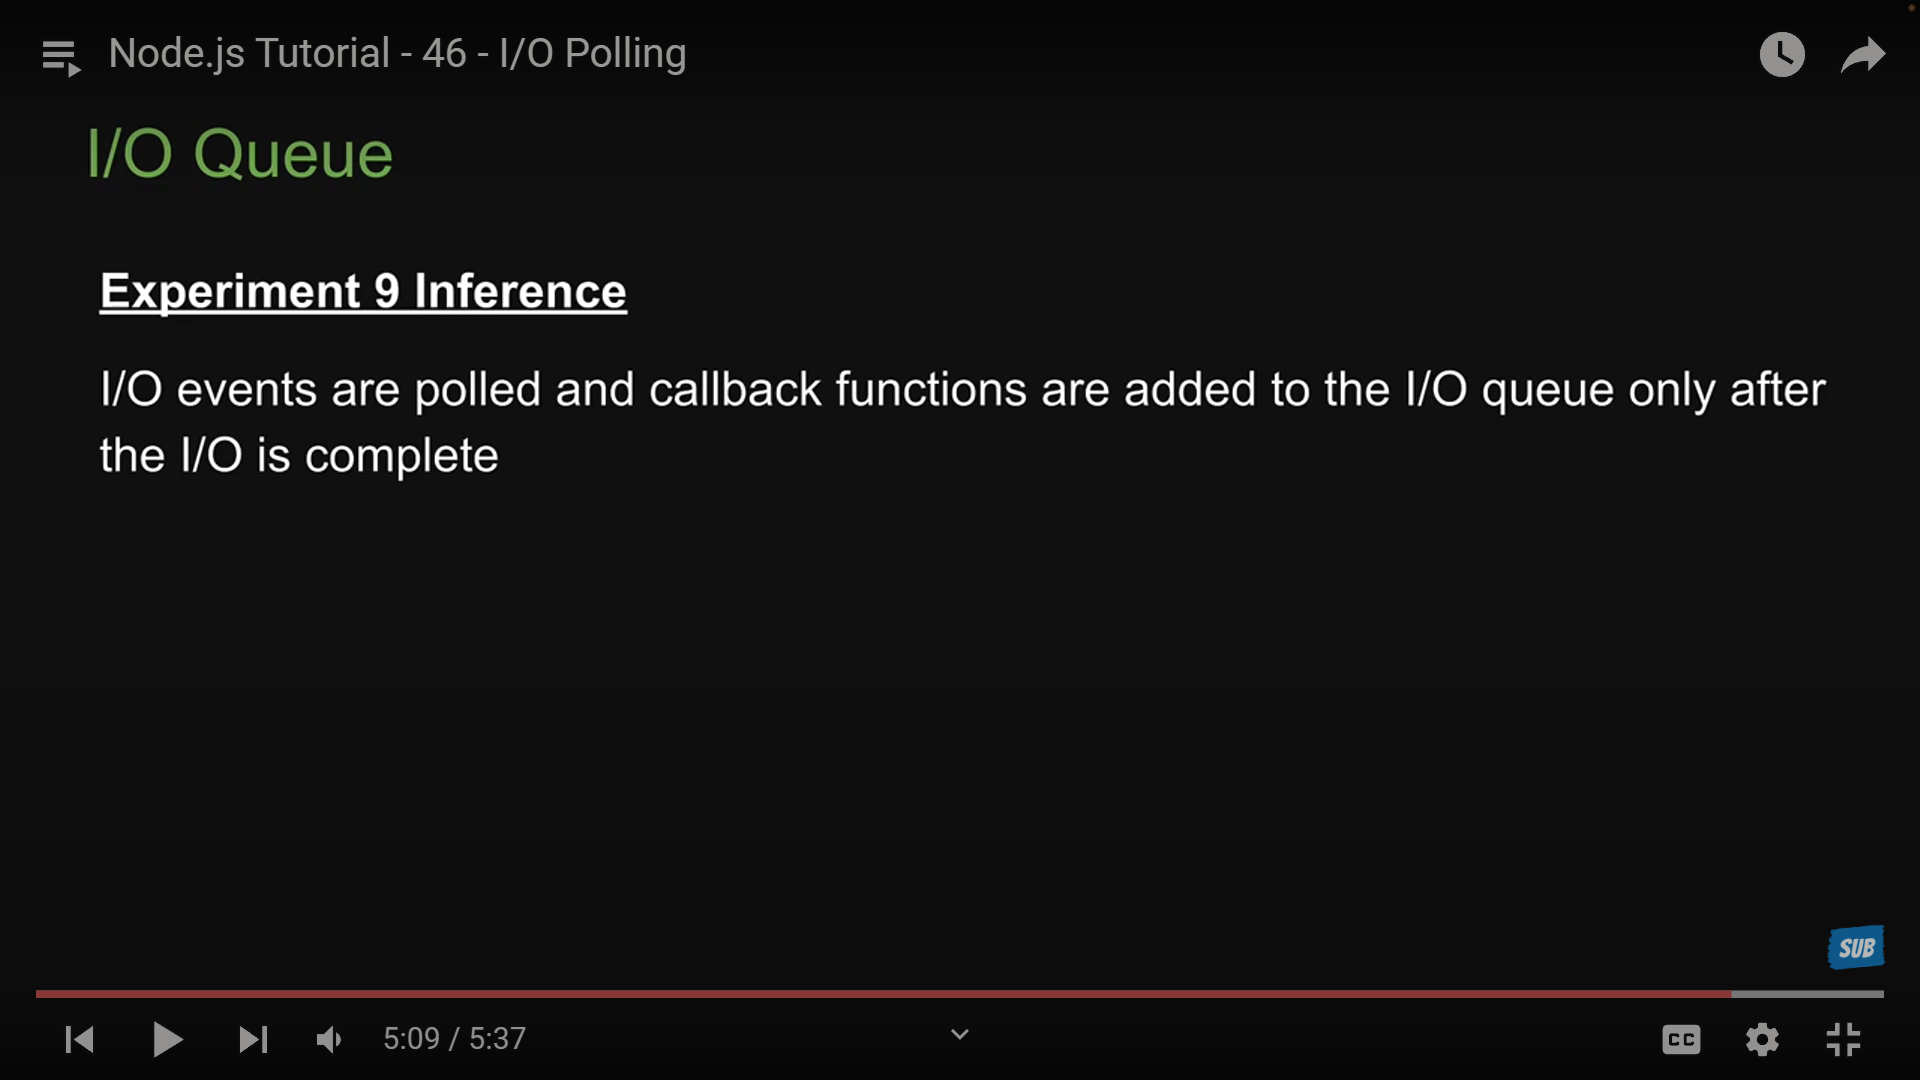 Node.js Tutorial - 46 - I/O Polling
I/O Queue
Experiment 9 Inference
I/O events are polled and callback functions are added to the I/O queue only after
the I/O is complete
SUB
5:09 / 5:37
CC